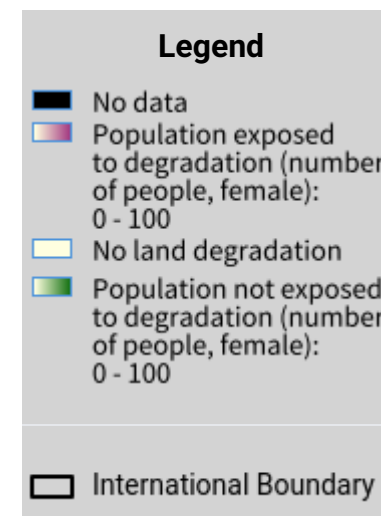 Legend
No data
Population exposed
to degradation (number
of people, female):
0 - 100
No land degradation
Population not exposed
to degradation (number
of people, female):
0 - 100
International Boundary